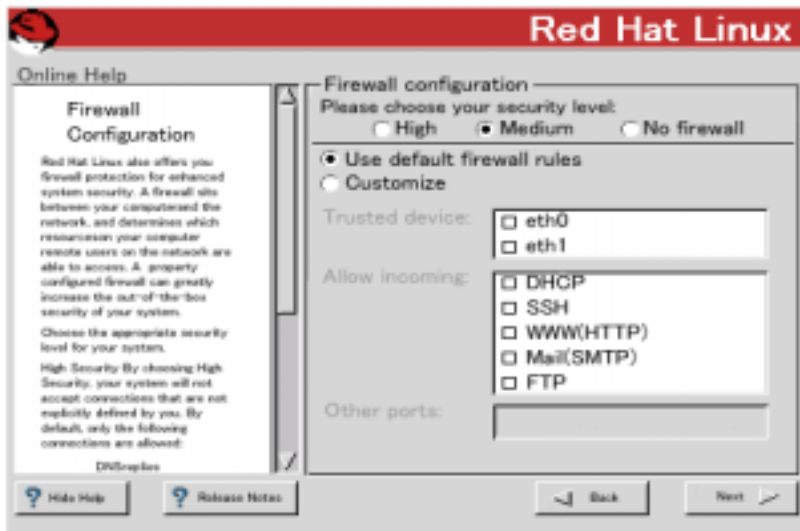 Red Hat Linux
Online Help
Firewall
Configuration
Red Hat Linux also offers you
firewall protection for enhanced
system security. A firewall sits
between your computerand the
network, and determines which
resourceson your computer
remote users on the network are
able to access. A property
configured firewall can greatly
increase the out-of-the-box
security of your system.
Choose the appropriate security
level for your system.
High Security By choosing High
Security, your system will not
accept connections that are not
explicitly defined by you. By
default, only the following
connections are allowed:
DNSreplies
Firewall configuration
Please choose your security level:
High Medium No firewall
Use default firewall rules
Customize
Trusted device:
eth0
eth1
Allow incoming:
DHCP
SSH
WWW(HTTP)
Mail(SMTP)
FTP
Other ports:
? Hide Help
? Release Notes
Back
Next